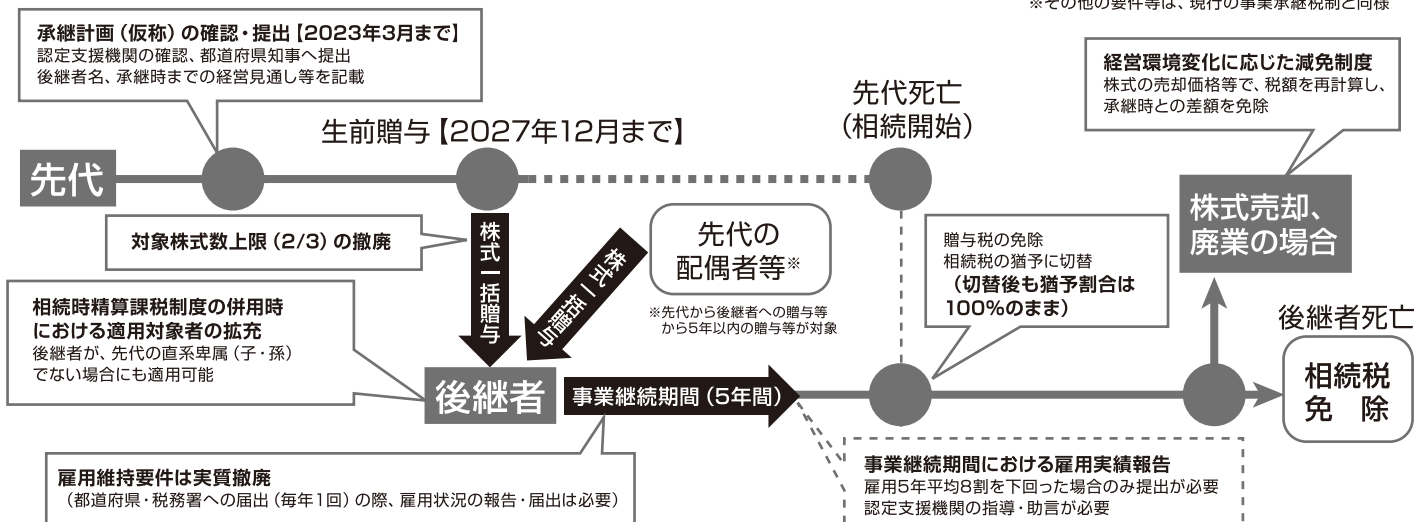 ※その他の要件等は、現行の事業承継税制と同様
承継計画（仮称）の確認・提出【2023年3月まで】
認定支援機関の確認、都道府県知事へ提出
後継者名、承継時までの経営見通し等を記載
経営環境変化に応じた減免制度
株式の売却価格等で、税額を再計算し、
承継時との差額を免除
先代死亡
（相続開始）
生前贈与【2027年12月まで】
先代
株式売却、
廃業の場合
対象株式数上限（2/3）の撤廃
株式一括贈与
株式一括贈与
先代の
配偶者等※
※先代から後継者への贈与等
から5年以内の贈与等が対象
贈与税の免除
相続税の猶予に切替
（切替後も猶予割合は
100％のまま）
相続時精算課税制度の併用時
における適用対象者の拡充
後継者が、先代の直系卑属（子・孫）
でない場合にも適用可能
後継者
事業継続期間（5年間）
後継者死亡
相続税
免　除
雇用維持要件は実質撤廃
（都道府県・税務署への届出（毎年1回）の際、雇用状況の報告・届出は必要）
事業継続期間における雇用実績報告
雇用5年平均8割を下回った場合のみ提出が必要
認定支援機関の指導・助言が必要